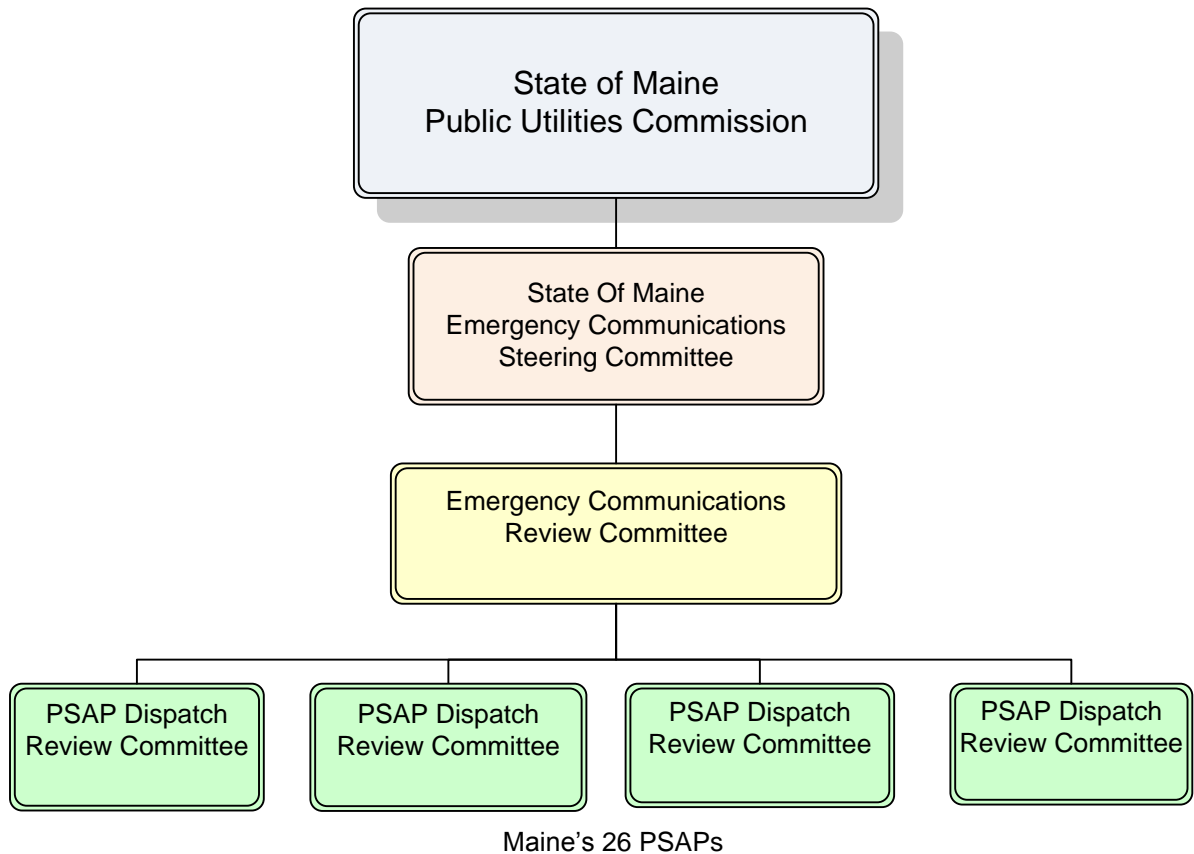 State of Maine
Public Utilities Commission
State Of Maine
Emergency Communications
Steering Committee
Emergency Communications
Review Committee
PSAP Dispatch
Review Committee
PSAP Dispatch
Review Committee
PSAP Dispatch
Review Committee
PSAP Dispatch
Review Committee
Maine’s 26 PSAPs